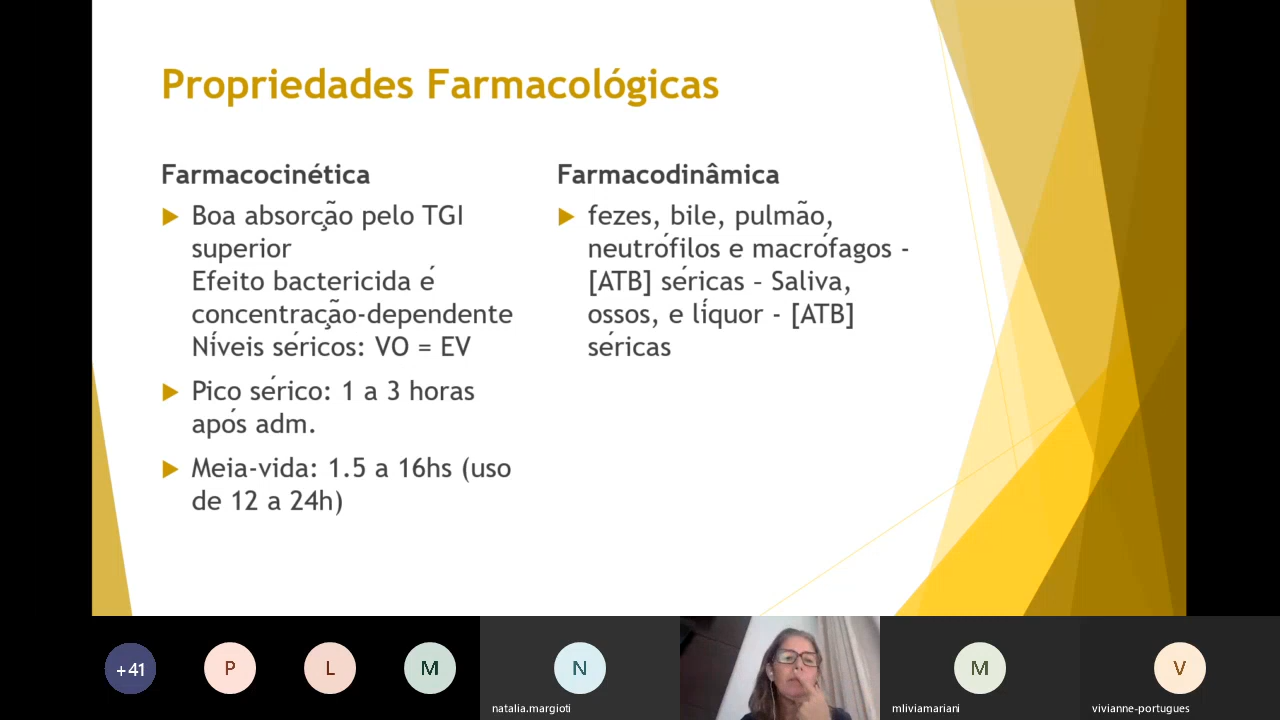 Propriedades Farmacológicas
Farmacocinética
Boa absorção pelo TGI
superior
Efeito bactericida é
concentração-dependente
Níveis séricos: VO = EV
Pico sérico: 1 a 3 horas
após adm.
Meia-vida: 1.5 a 16hs (uso
de 12 a 24h)
Farmacodinâmica
fezes, bile, pulmão,
neutrófilos e macrófagos -
[ATB] séricas – Saliva,
ossos, e líquor - [ATB]
séricas
+41
P
L
M
N
natalia.margioti
M
mliviamariani
V
vivianne-portugues